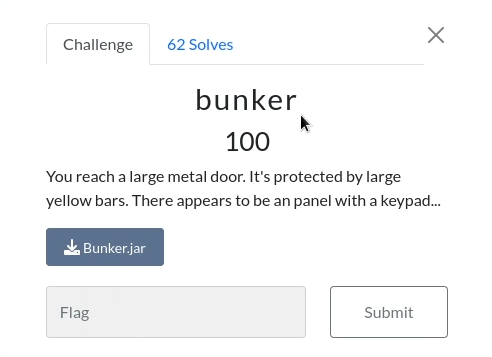 Challenge
62 Solves
bunker
100
You reach a large metal door. It's protected by large
yellow bars. There appears to be an panel with a keypad...
Bunker.jar
Flag
Submit